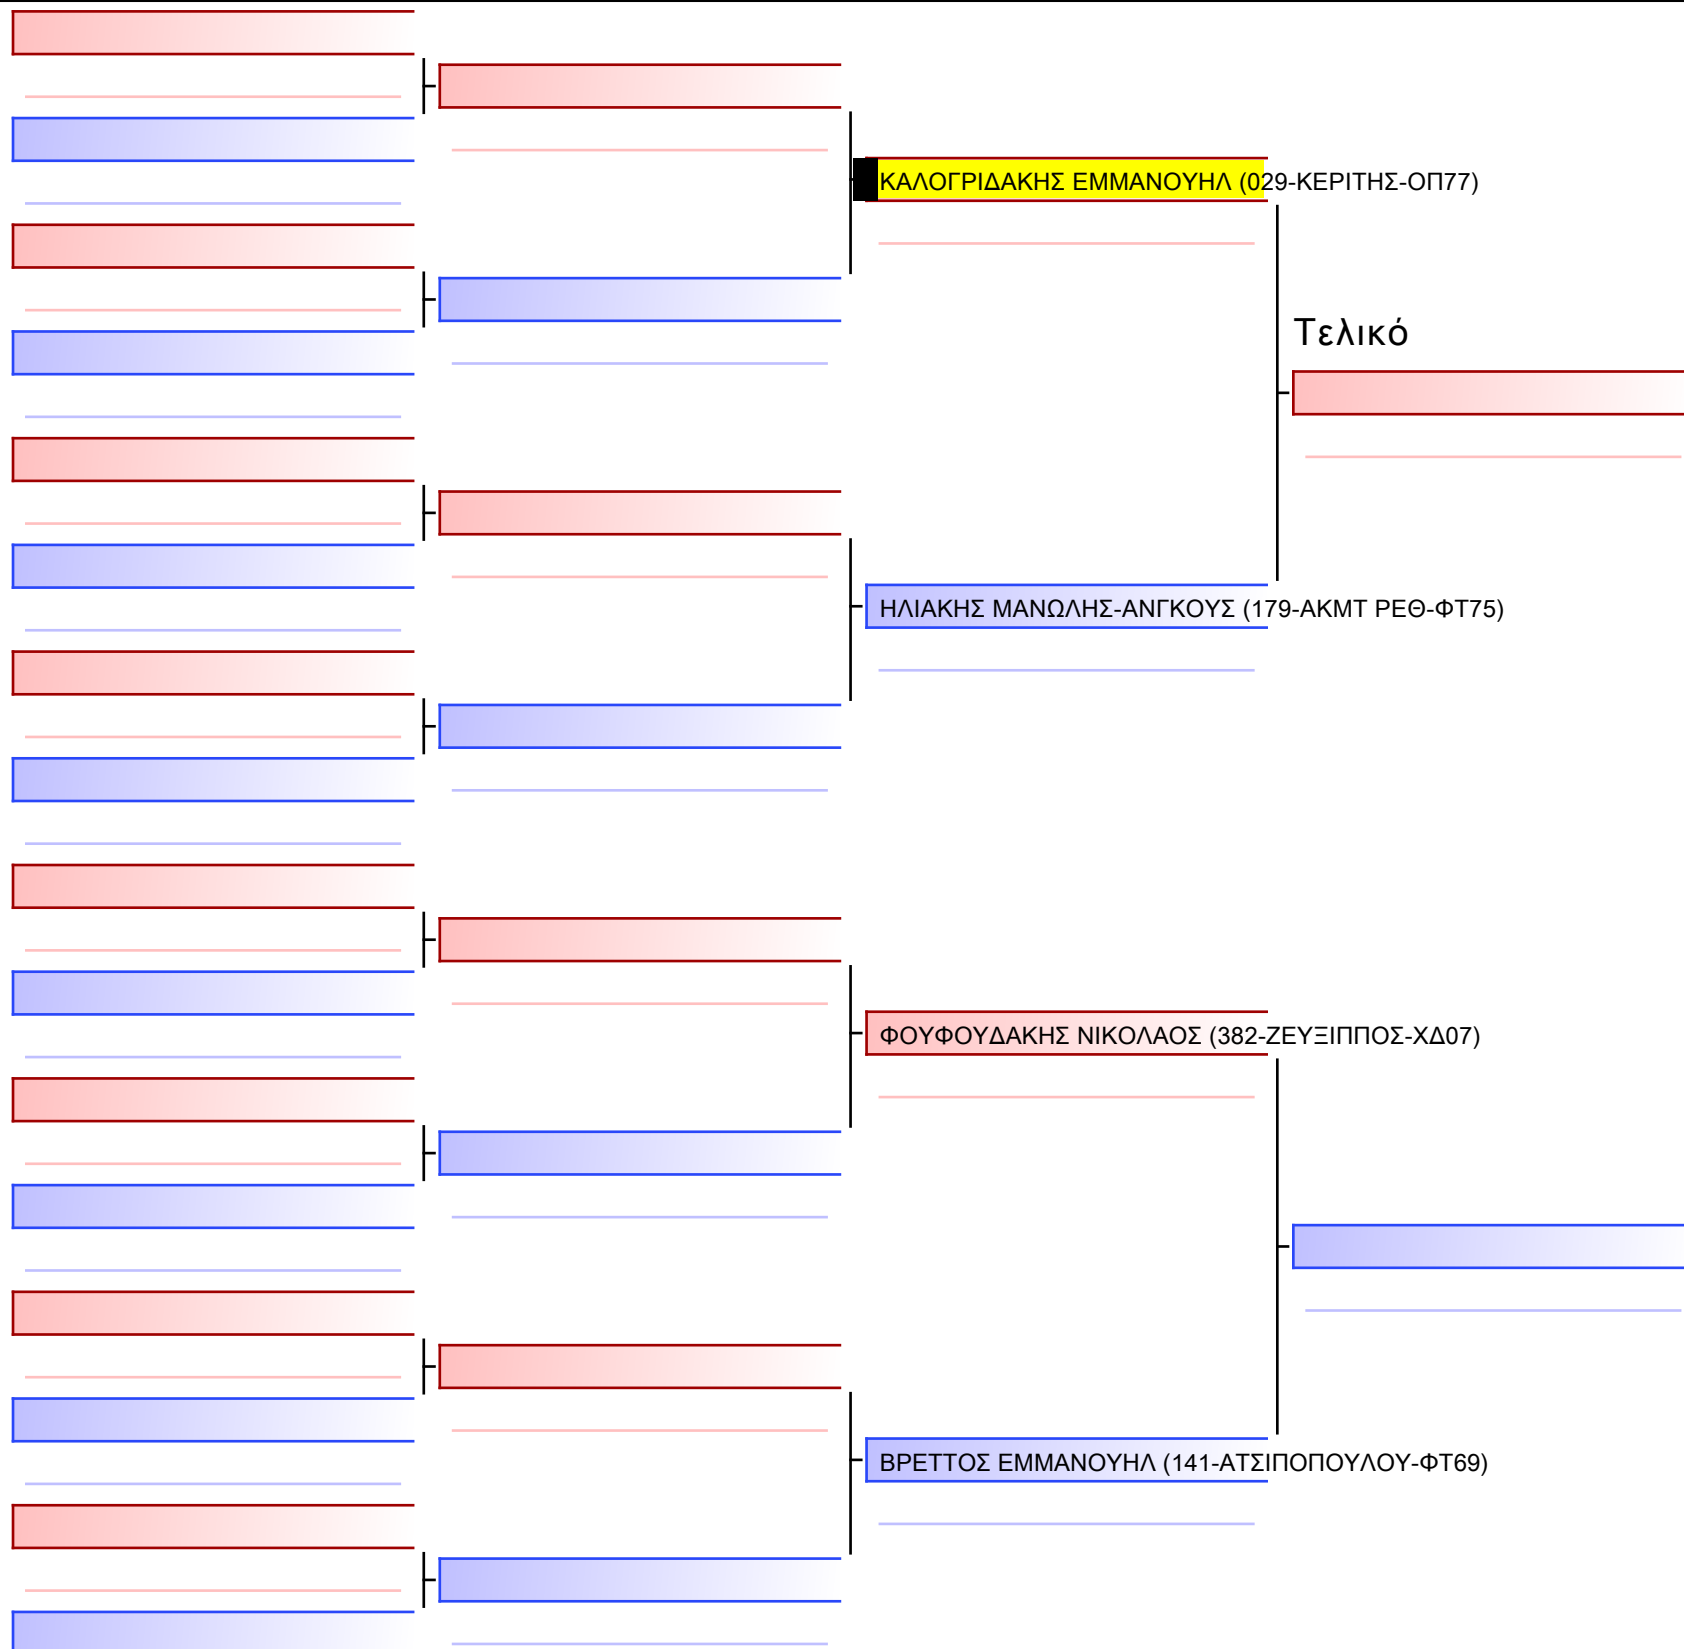 ΚΑΛΟΓΡΙΔΑΚΗΣ ΕΜΜΑΝΟΥΗΛ (029-ΚΕΡΙΤΗΣ-ΟΠ77)
Τελικό
ΗΛΙΑΚΗΣ ΜΑΝΩΛΗΣ-ΑΝΓΚΟΥΣ (179-ΑΚΜΤ ΡΕΘ-ΦΤ75)
ΦΟΥΦΟΥΔΑΚΗΣ ΝΙΚΟΛΑΟΣ (382-ΖΕΥΞΙΠΠΟΣ-ΧΔ07)
ΒΡΕΤΤΟΣ ΕΜΜΑΝΟΥΗΛ (141-ΑΤΣΙΠΟΠΟΥΛΟΥ-ΦΤ69)